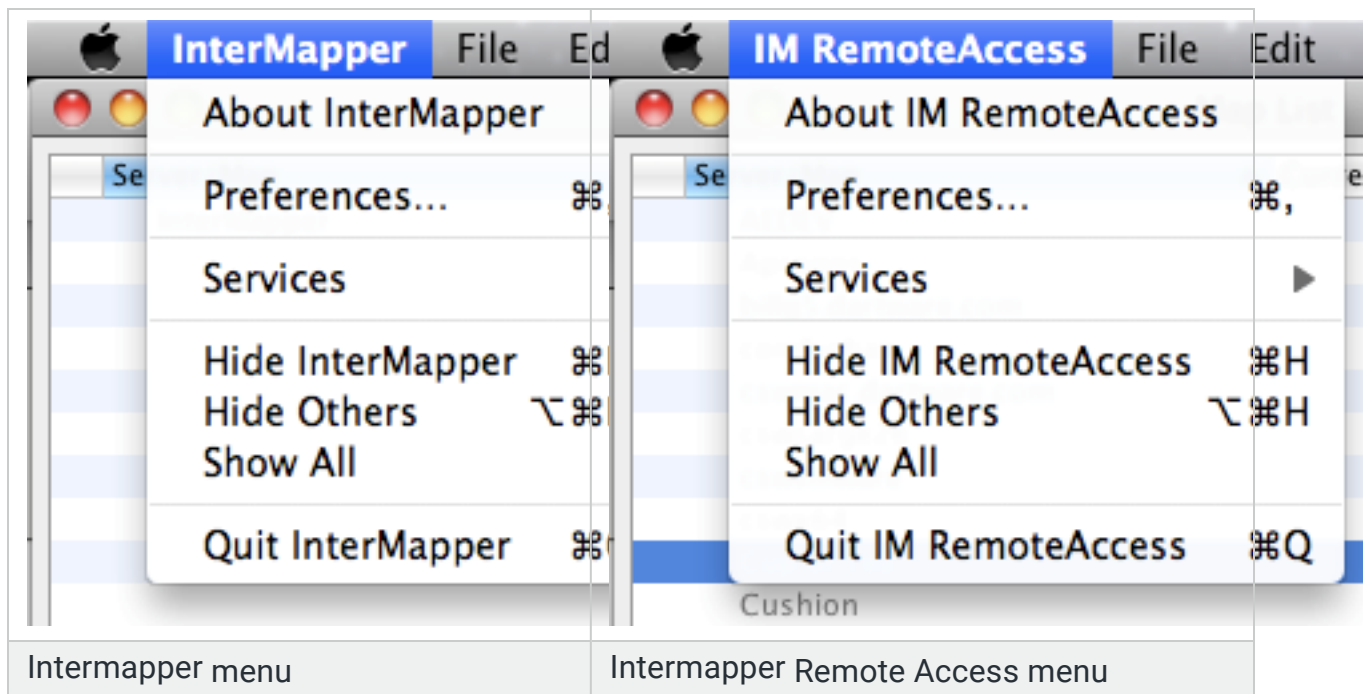 InterMapper File Ed
About InterMapper
Se
Preferences... ⌘,
Services
Hide InterMapper ⌘
Hide Others ⌥⌘
Show All
Quit InterMapper ⌘
Intermapper menu
IM RemoteAccess File Edit
About IM RemoteAccess
Se
Preferences... ⌘,
Services ▶
Hide IM RemoteAccess ⌘H
Hide Others ⌥⌘H
Show All
Quit IM RemoteAccess ⌘Q
Cushion
Intermapper Remote Access menu